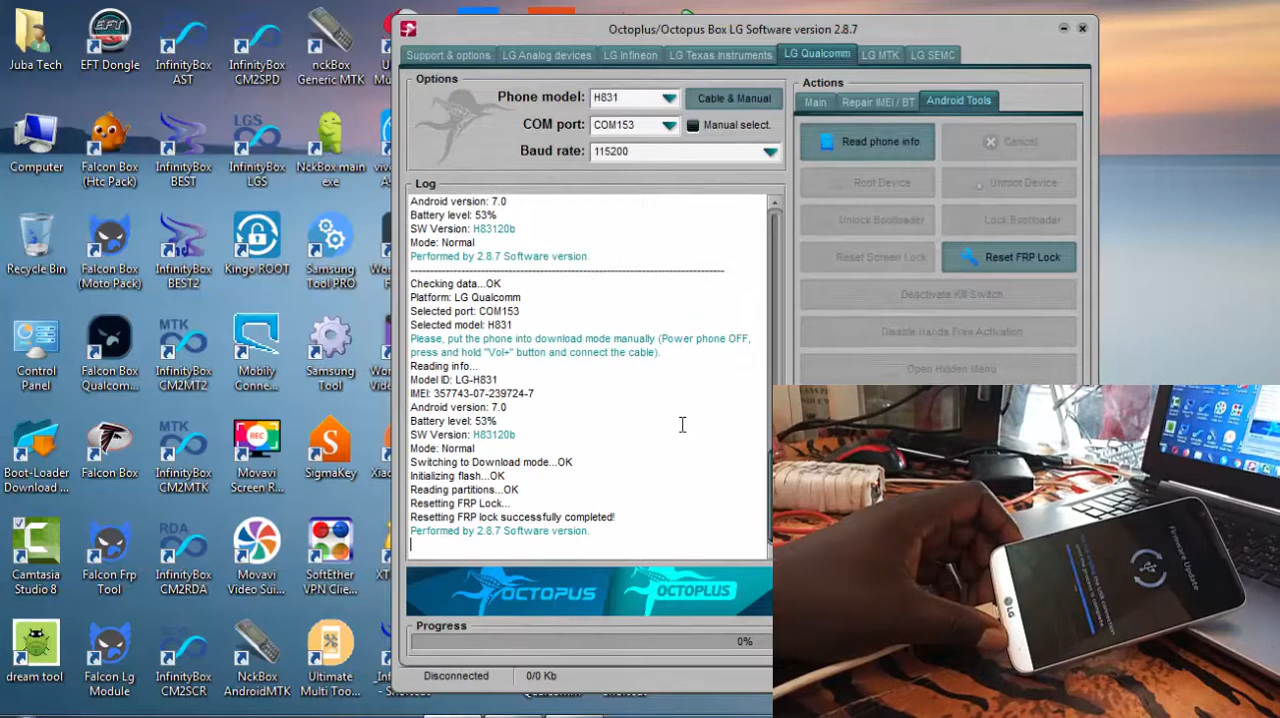 Juba Tech
EFT
EFT Dongle
InfinityBox
AST
InfinityBox
CM2SPD
nckBox
Generic MTK
Computer
Falcon Box
(Htc Pack)
InfinityBox
BEST
LGS
InfinityBox
LGS
NckBox main
exe
Recycle Bin
Falcon Box
(Moto Pack)
InfinityBox
BEST2
Kingo ROOT
Samsung
Tool PRO
Control
Panel
Falcon Box
Qualcom...
MTK
InfinityBox
CM2MT2
Mobily
Conne...
Samsung
Tool
Boot-Loader
Download ...
Falcon Box
MTK
InfinityBox
CM2MTK
REC
Movavi
Screen R...
SigmaKey
Camtasia
Studio 8
Falcon Frp
Tool
RDA
InfinityBox
CM2RDA
Movavi
Video Sui...
SoftEther
VPN Clie...
dream tool
Falcon Lg
Module
InfinityBox
CM2SCR
NckBox
AndroidMTK
Ultimate
Multi Too...
Octoplus/Octopus Box LG Software version 2.8.7
Support & options
LG Analog devices
LG Infineon
LG Texas Instruments
LG Qualcomm
LG MTK
LG SEMC
Options
Phone model: H831
Cable & Manual
COM port: COM153
Manual select.
Baud rate: 115200
Log
Android version: 7.0
Battery level: 53%
SW Version: H83120b
Mode: Normal
Performed by 2.8.7 Software version.
Checking data...OK
Platform: LG Qualcomm
Selected port: COM153
Selected model: H831
Please, put the phone into download mode manually (Power phone OFF,
press and hold "Vol+" button and connect the cable).
Reading info...
Model ID: LG-H831
IMEI: 357743-07-239724-7
Android version: 7.0
Battery level: 53%
SW Version: H83120b
Mode: Normal
Switching to Download mode...OK
Initializing flash...OK
Reading partitions...OK
Resetting FRP Lock...
Resetting FRP lock successfully completed!
Performed by 2.8.7 Software version.
OCTOPUS
OCTOPLUS
Progress
0%
Disconnected
0/0 Kb
Actions
Main
Repair IMEI / BT
Android Tools
Read phone info
Cancel
Root Device
Unroot Device
Unlock Bootloader
Lock Bootloader
Reset Screen Lock
Reset FRP Lock
Deactivate Kill Switch
Disable Hands Free Activation
Open Hidden Menu
Firmware Update
LG